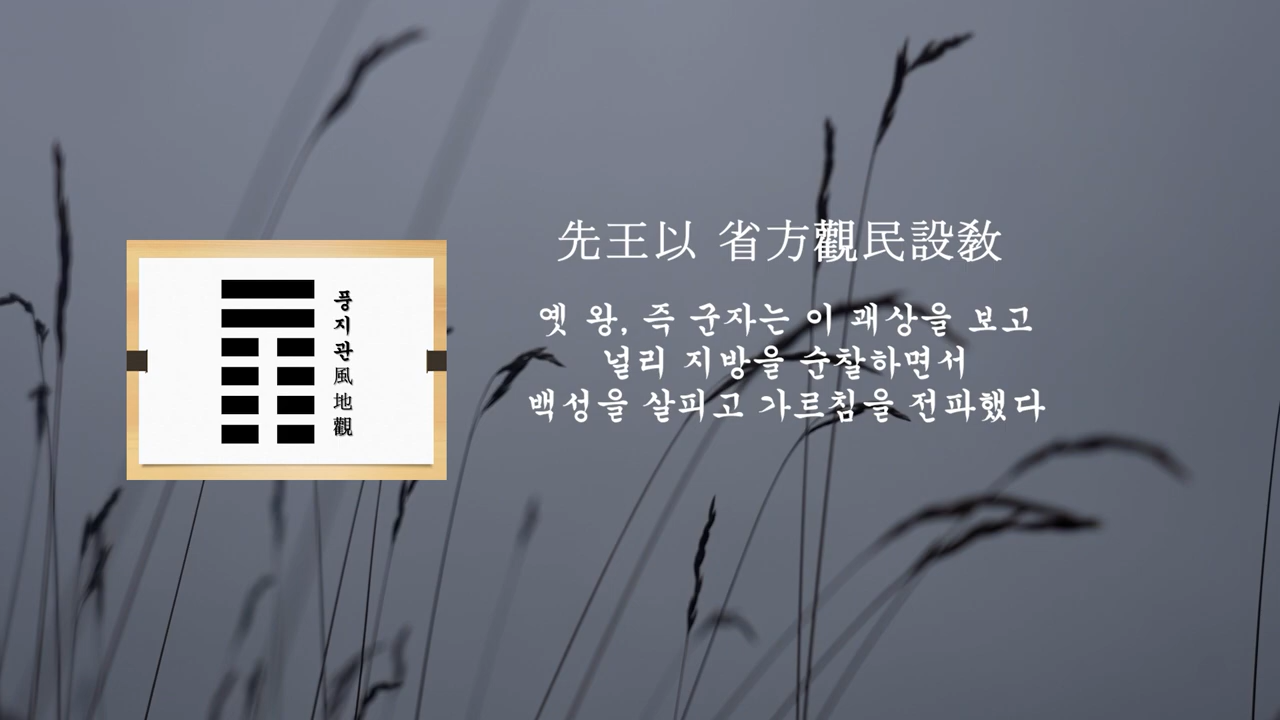 풍지관風地觀
先王以 省方觀民設敎
옛 왕, 즉 군자는 이 괘상을 보고
널리 지방을 순찰하면서
백성을 살피고 가르침을 전파했다